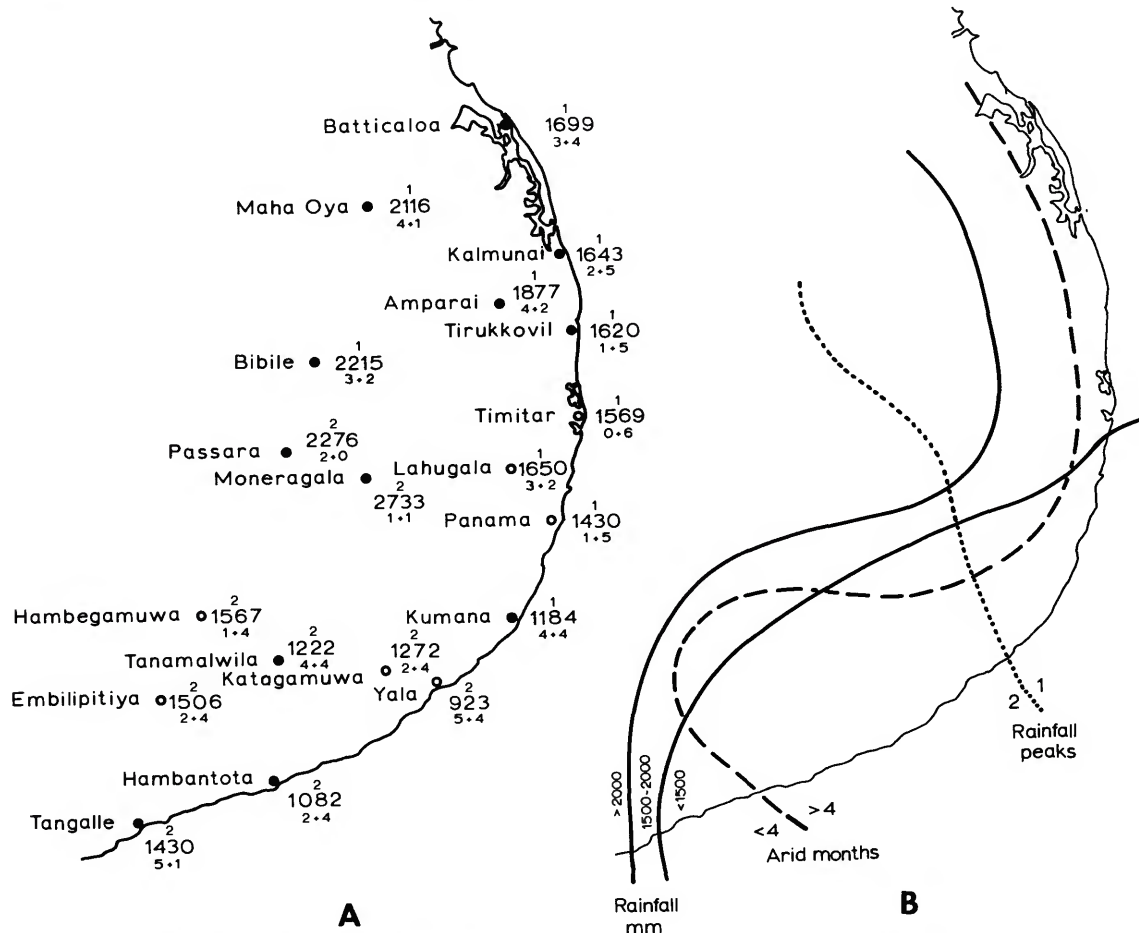 1
Batticaloa 1699
3+4
1
Maha Oya 2116
4+1
1
Kalmunai 1643
2+5
1
Amparai 1877
4+2
1
Tirukkovil 1620
1+5
1
Bibile 2215
3+2
1
Timitar 1569
0+6
2
Passara 2276
2+0
1
Lahugala 1650
3+2
2
Moneragala 2733
1+1
1
Panama 1430
1+5
2
Hambegamuwa 1567
1+4
1
Kumana 1184
4+4
2
Tanamalwila 1222
4+4
2
Katagamuwa 1272
2+4
2
Yala 923
5+4
2
Embilipitiya 1506
2+4
2
Hambantota 1082
2+4
2
Tangalle 1430
5+1
A
>2000
1500-2000
<1500
Rainfall
mm
<4 >4
Arid months
2 1
Rainfall
peaks
B